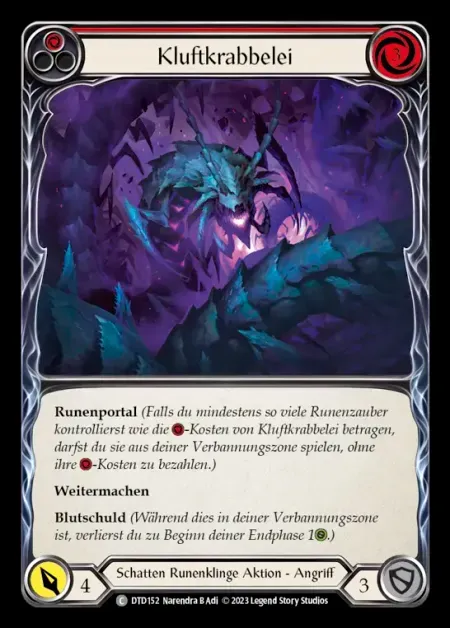 Kluftkrabbelei
3
Runenportal (Falls du mindestens so viele Runenzauber
kontrollierst wie die -Kosten von Kluftkrabbelei betragen,
darfst du sie aus deiner Verbannungszone spielen, ohne
ihre -Kosten zu bezahlen.)
Weitermachen
Blutschuld (Während dies in deiner Verbannungszone
ist, verlierst du zu Beginn deiner Endphase 1.)
4
Schatten Runenklinge Aktion - Angriff
3
C DTD152 Narendra B Adi © 2023 Legend Story Studios